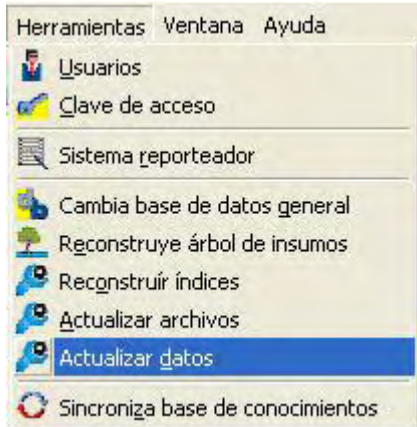 Herramientas Ventana Ayuda
Usuarios
Clave de acceso
Sistema reporteador
Cambia base de datos general
Reconstruye árbol de insumos
Reconstruír índices
Actualizar archivos
Actualizar datos
Sincroniza base de conocimientos